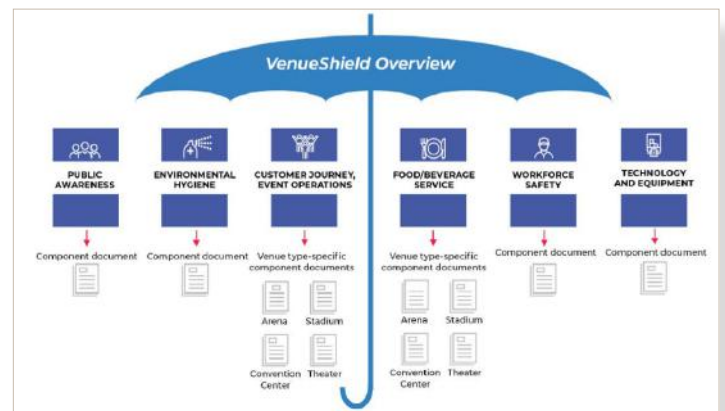 VenueShield Overview
PUBLIC
AWARENESS
ENVIRONMENTAL
HYGIENE
CUSTOMER JOURNEY,
EVENT OPERATIONS
FOOD/BEVERAGE
SERVICE
WORKFORCE
SAFETY
TECHNOLOGY
AND EQUIPMENT
Component document
Component document
Venue type-specific
component documents
Arena
Stadium
Convention
Center
Theater
Venue type-specific
component documents
Arena
Stadium
Convention
Center
Theater
Component document
Component document